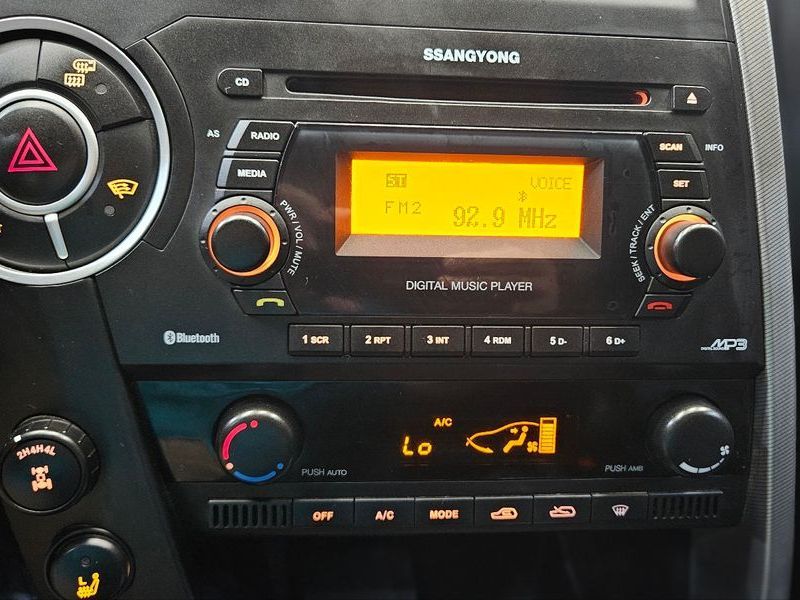 SSANGYONG
CD
AS
RADIO
SCAN
INFO
MEDIA
SET
ST
VOICE
FM2
92.9 MHz
PWR / VOL / MUTE
SEEK / TRACK / ENT
DIGITAL MUSIC PLAYER
Bluetooth
1 SCR
2 RPT
3 INT
4 RDM
5 D-
6 D+
MP3
A/C
Lo
PUSH AUTO
PUSH AMB
2H 4H 4L
OFF
A/C
MODE
L